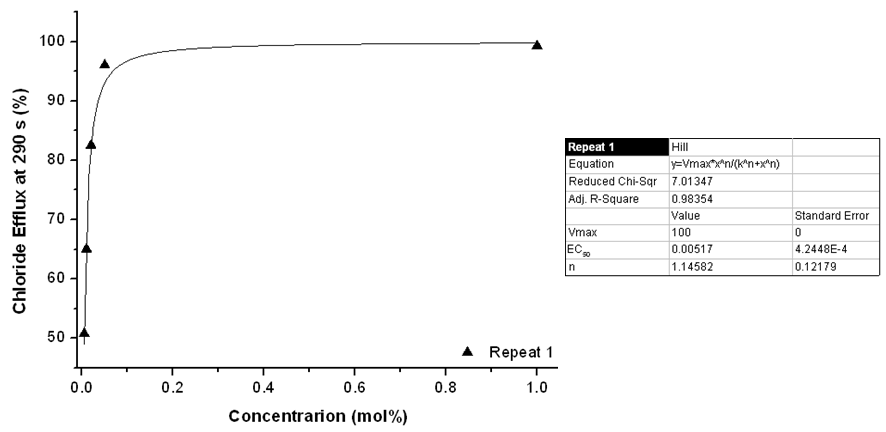 100
90
80
70
60
50
Chloride Efflux at 290 s (%)
0.0 0.2 0.4 0.6 0.8 1.0
Concentrarion (mol%)
Repeat 1
Repeat 1 Hill
Equation y=Vmax*x^n/(k^n+x^n)
Reduced Chi-Sqr 7.01347
Adj. R-Square 0.98354
Value Standard Error
Vmax 100 0
EC50 0.00517 4.2448E-4
n 1.14582 0.12179